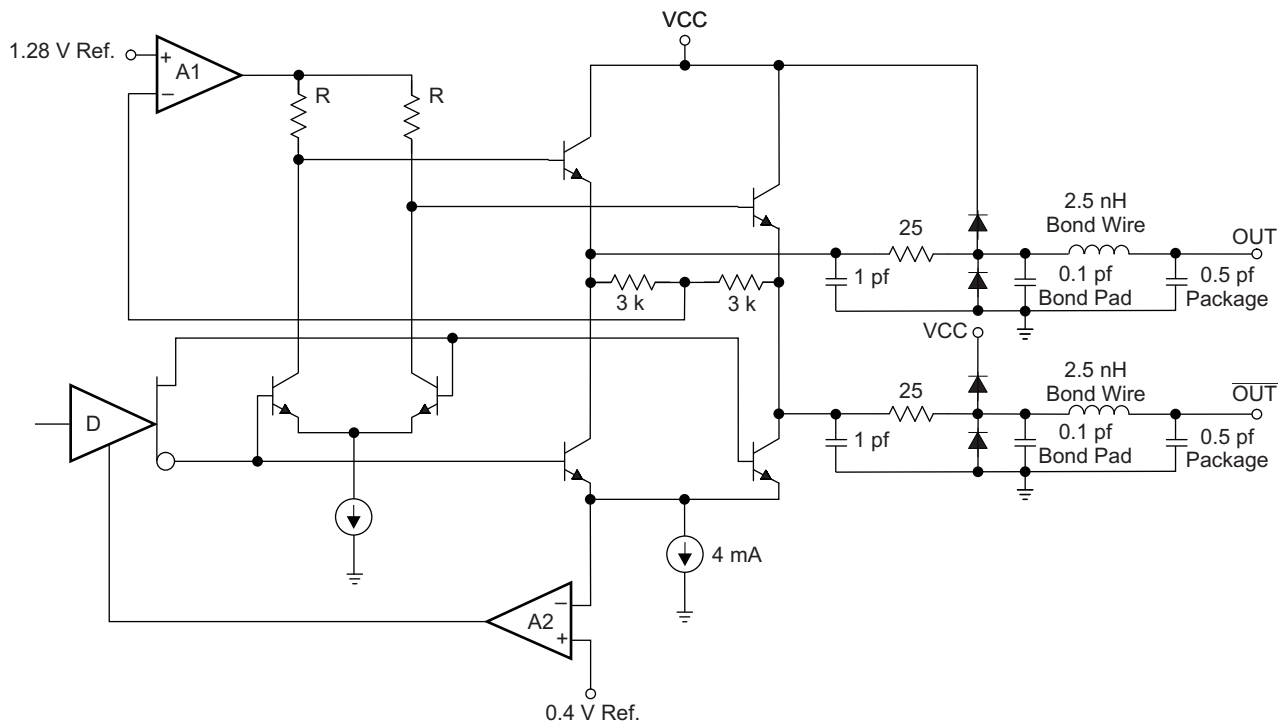 VCC
1.28 V Ref.
+
A1
−
R
R
2.5 nH
Bond Wire
25
OUT
1 pf
0.1 pf
Bond Pad
0.5 pf
Package
3 k
3 k
VCC
2.5 nH
Bond Wire
25
OUT
D
1 pf
0.1 pf
Bond Pad
0.5 pf
Package
4 mA
−
A2
+
0.4 V Ref.